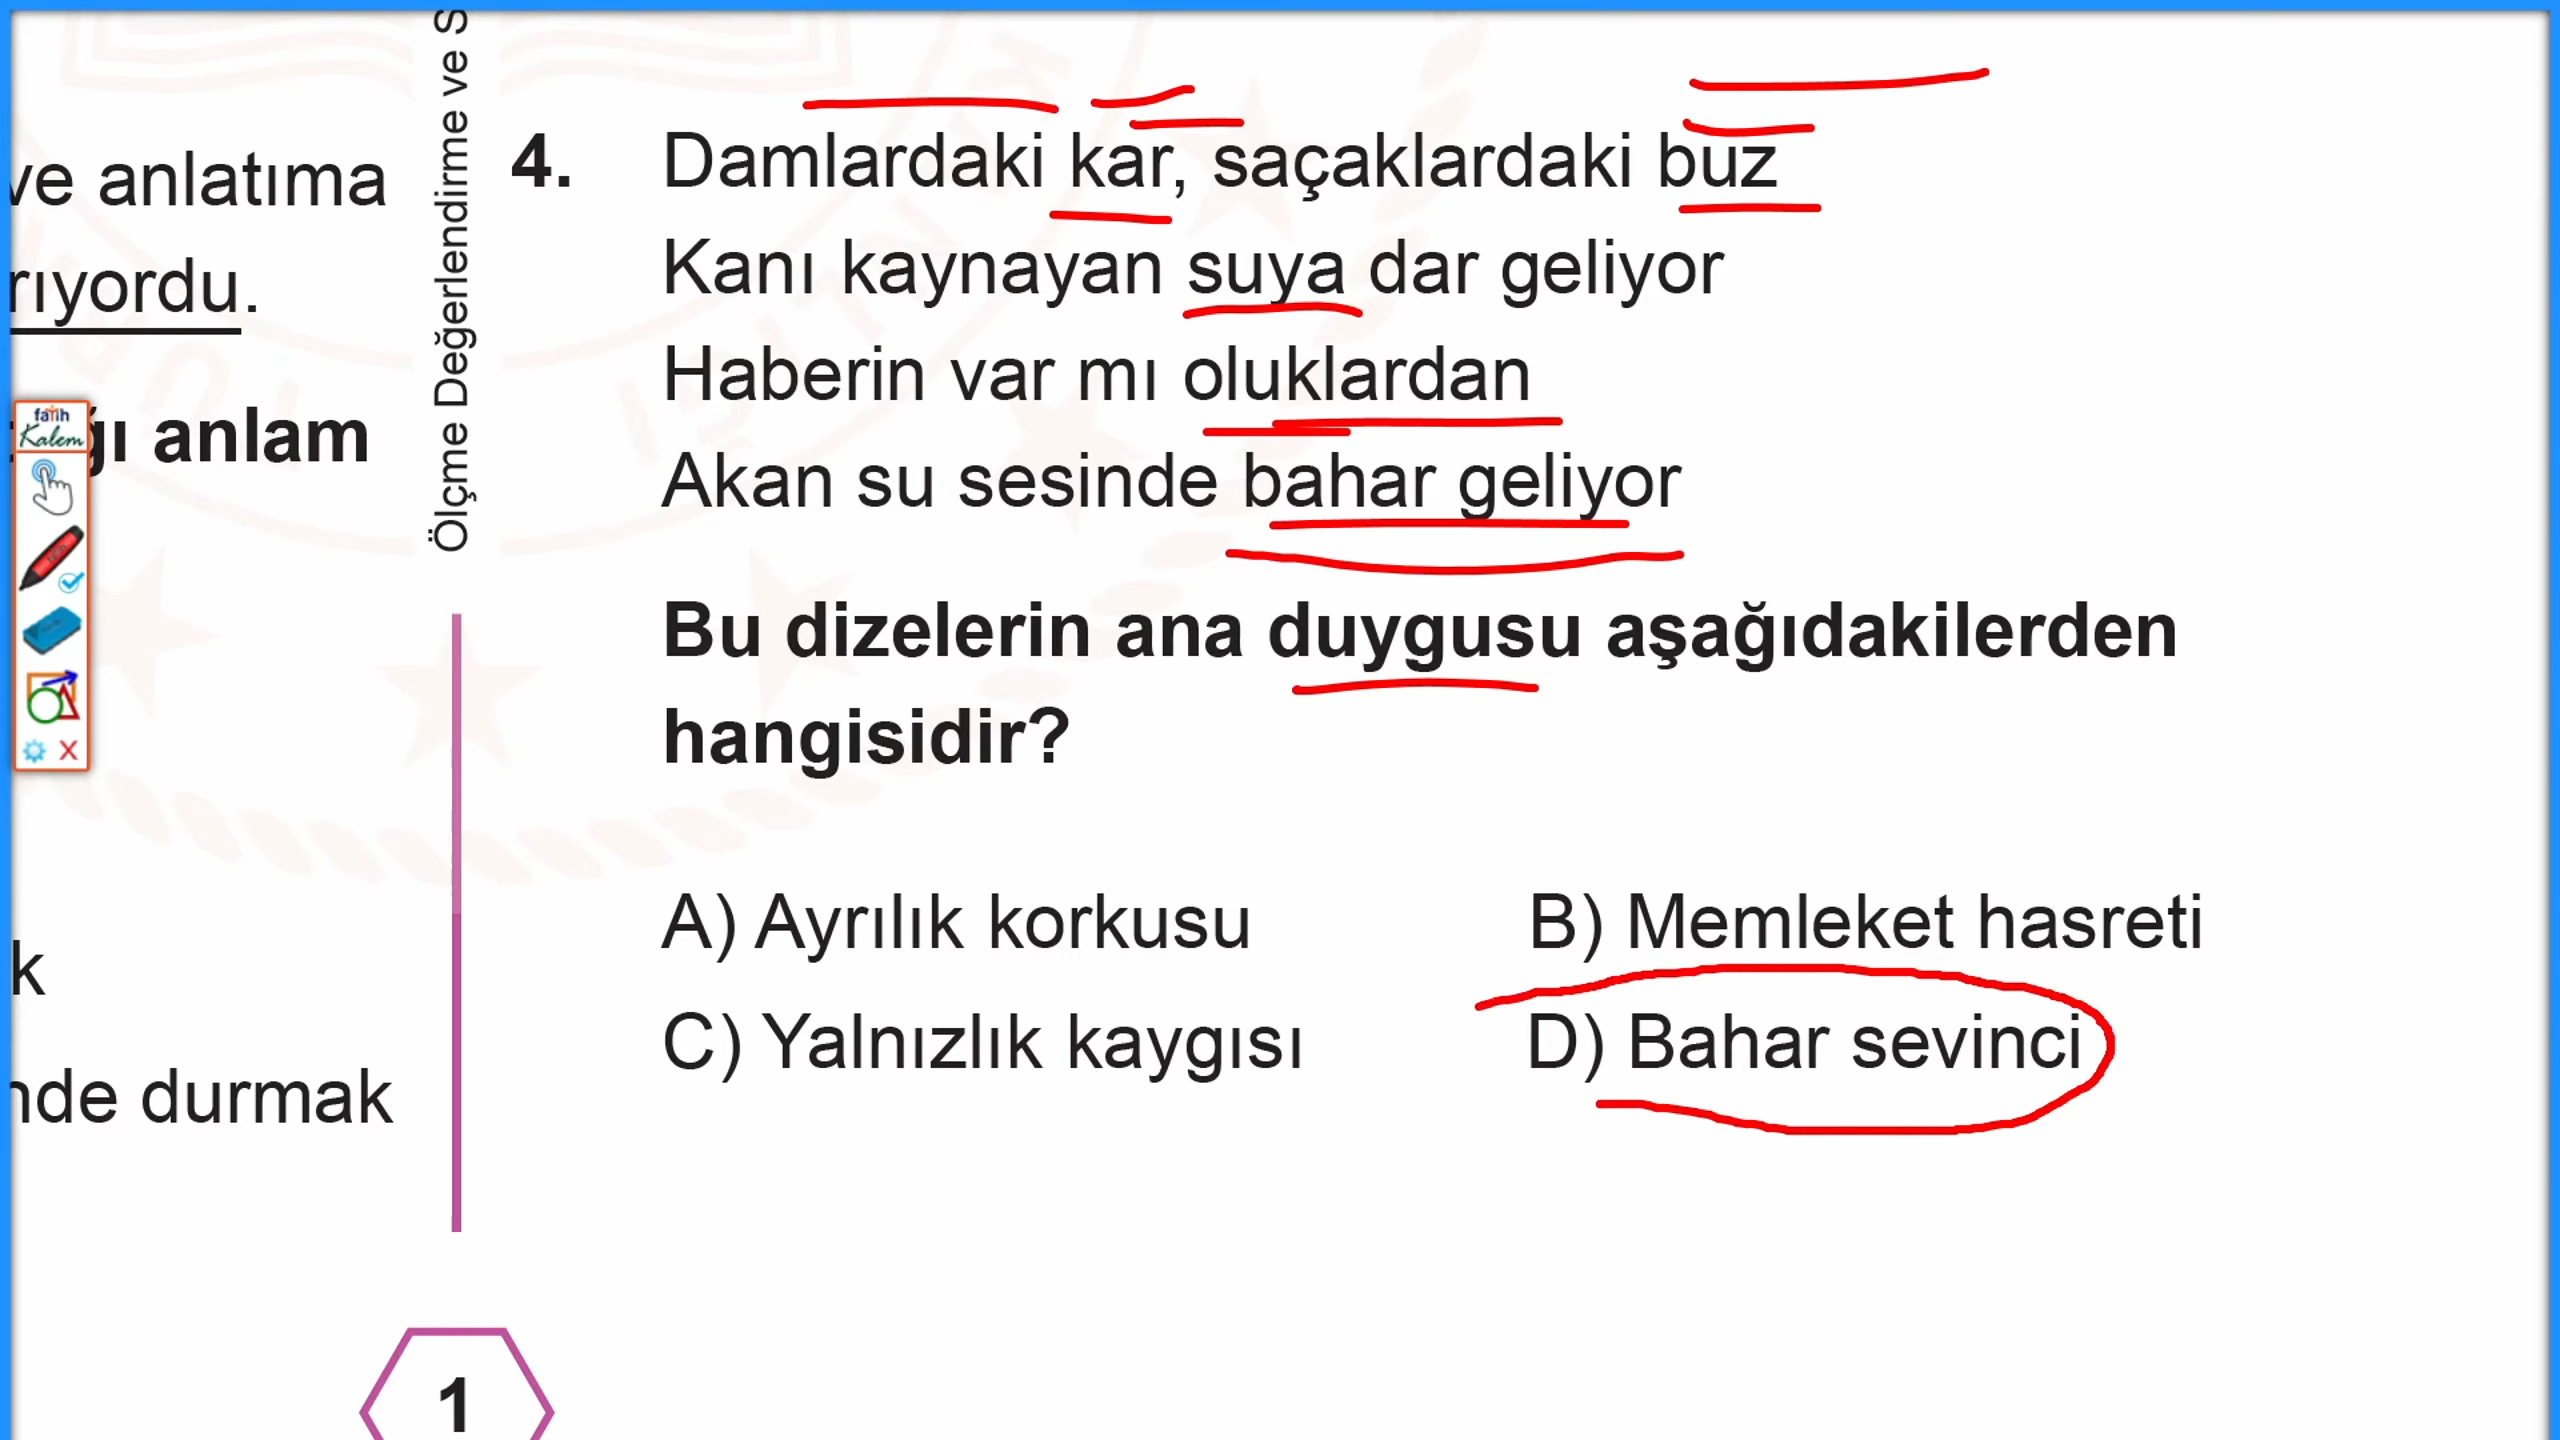 ve anlatıma
rıyordu.
ğı anlam
k
nde durmak
Ölçme Değerlendirme ve S
fatih
Kalem
4. Damlardaki kar, saçaklardaki buz
Kanı kaynayan suya dar geliyor
Haberin var mı oluklardan
Akan su sesinde bahar geliyor
Bu dizelerin ana duygusu aşağıdakilerden
hangisidir?
A) Ayrılık korkusu B) Memleket hasreti
C) Yalnızlık kaygısı D) Bahar sevinci
1